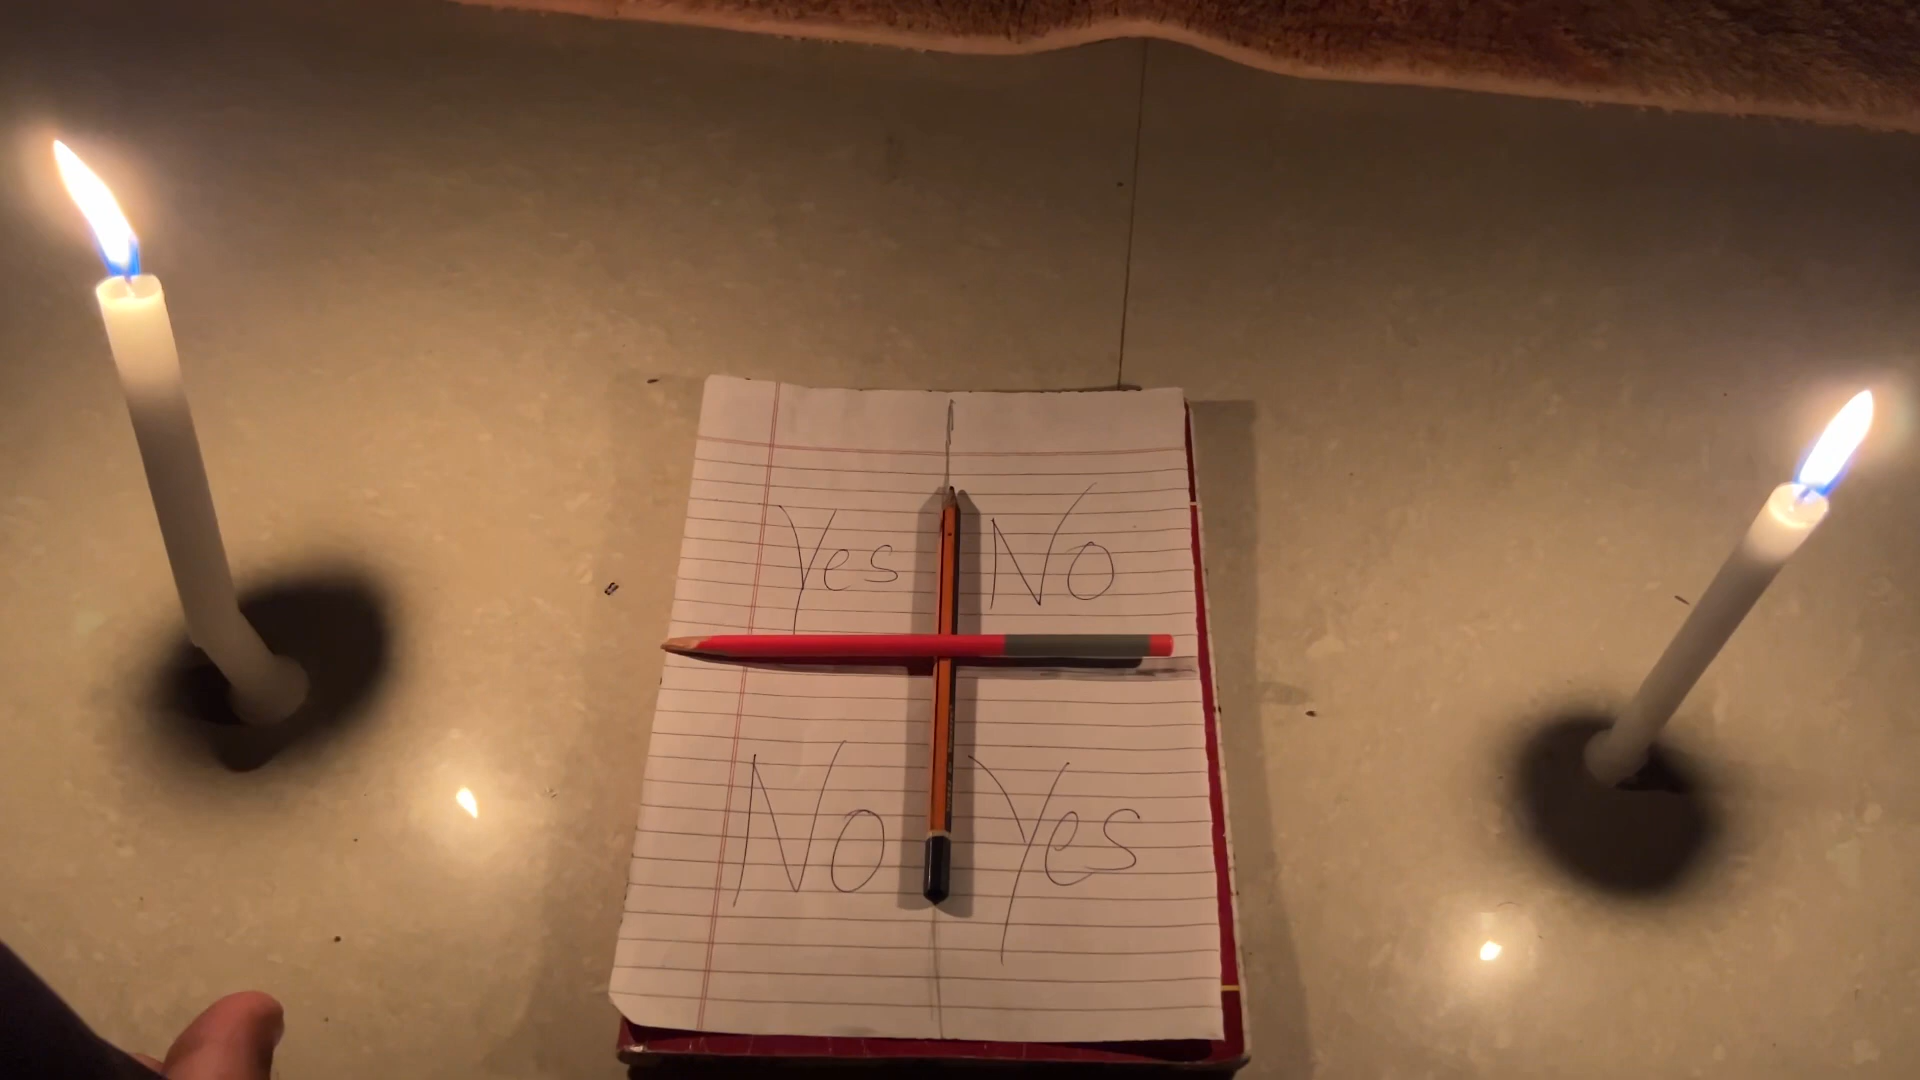 Yes No
No Yes